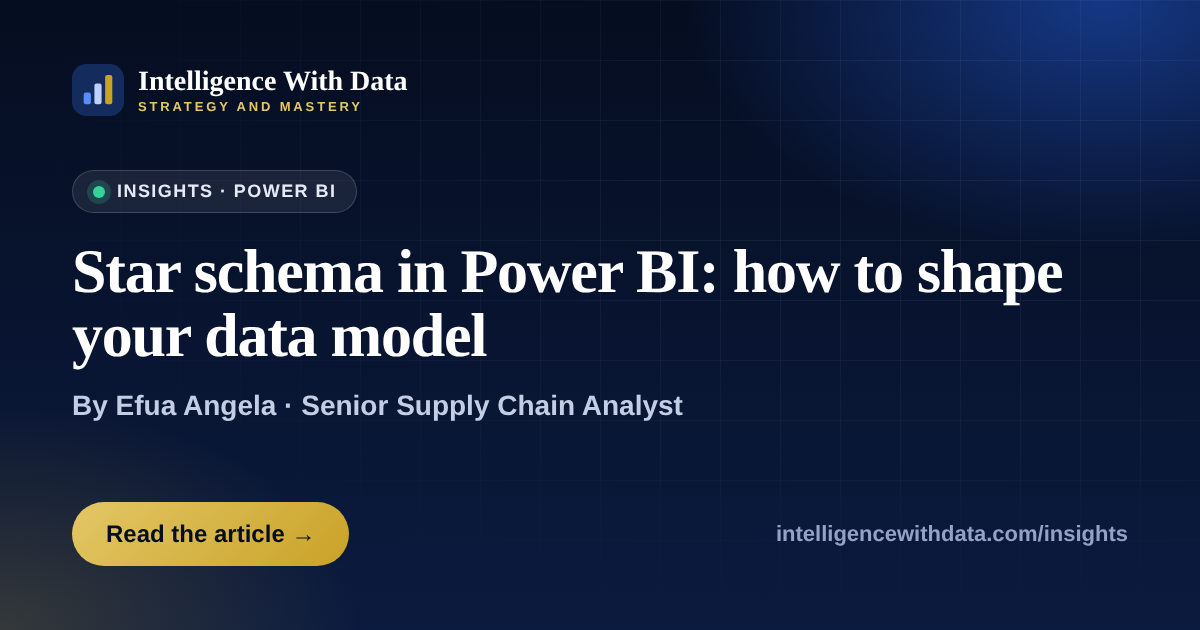 Intelligence With Data
STRATEGY AND MASTERY
INSIGHTS · POWER BI
Star schema in Power BI: how to shape
your data model
By Efua Angela · Senior Supply Chain Analyst
Read the article →
intelligencewithdata.com/insights